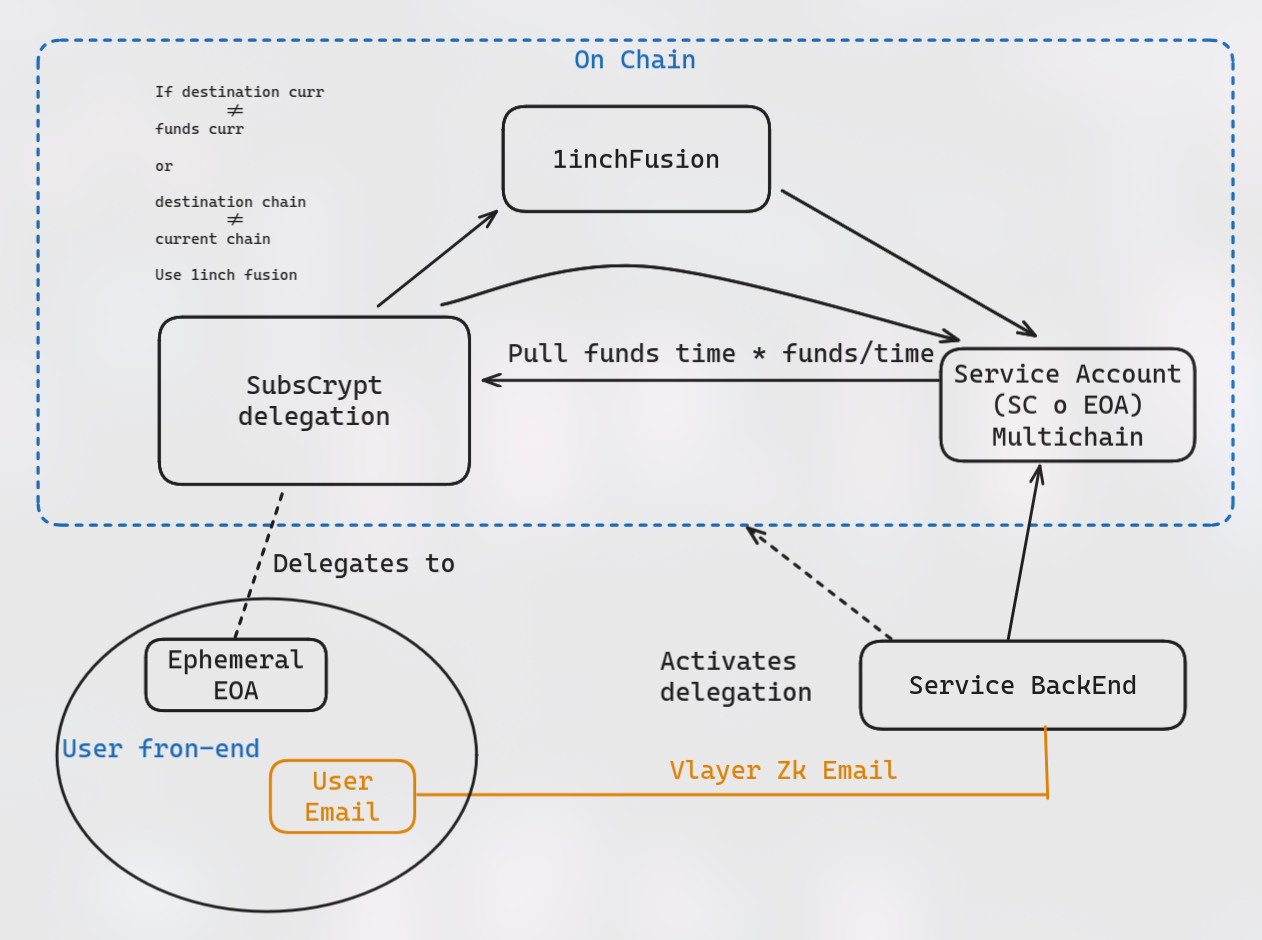 On Chain
If destination curr
≠
funds curr
or
destination chain
≠
current chain
Use 1inch fusion
1inchFusion
Pull funds time * funds/time
SubsCrypt
delegation
Service Account
(SC o EOA)
Multichain
Delegates to
Ephemeral
EOA
Activates
delegation
Service BackEnd
User fron-end
User
Email
Vlayer Zk Email